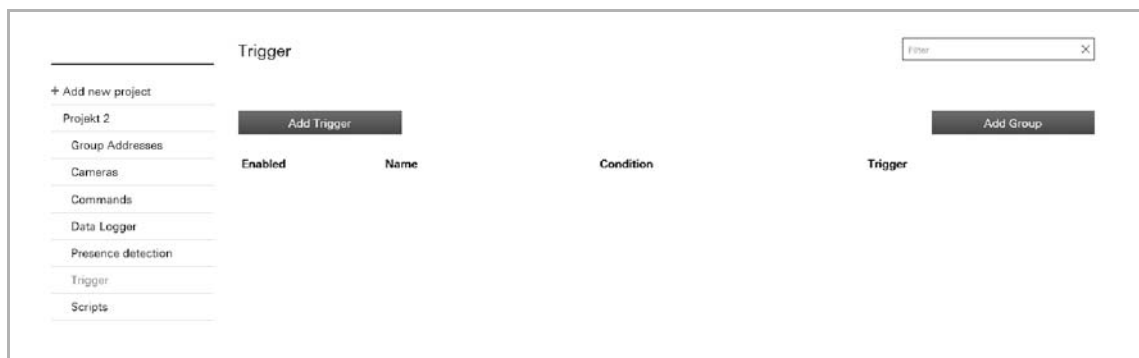 Trigger
Filter
+ Add new project
Projekt 2
Group Addresses
Cameras
Commands
Data Logger
Presence detection
Trigger
Scripts
Add Trigger
Add Group
Enabled Name Condition Trigger